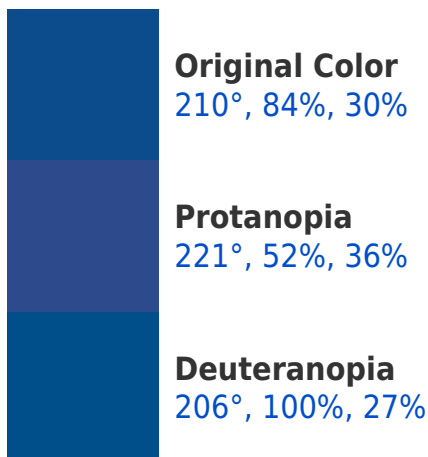 Original Color
210°, 84%, 30%
Protanopia
221°, 52%, 36%
Deuteranopia
206°, 100%, 27%